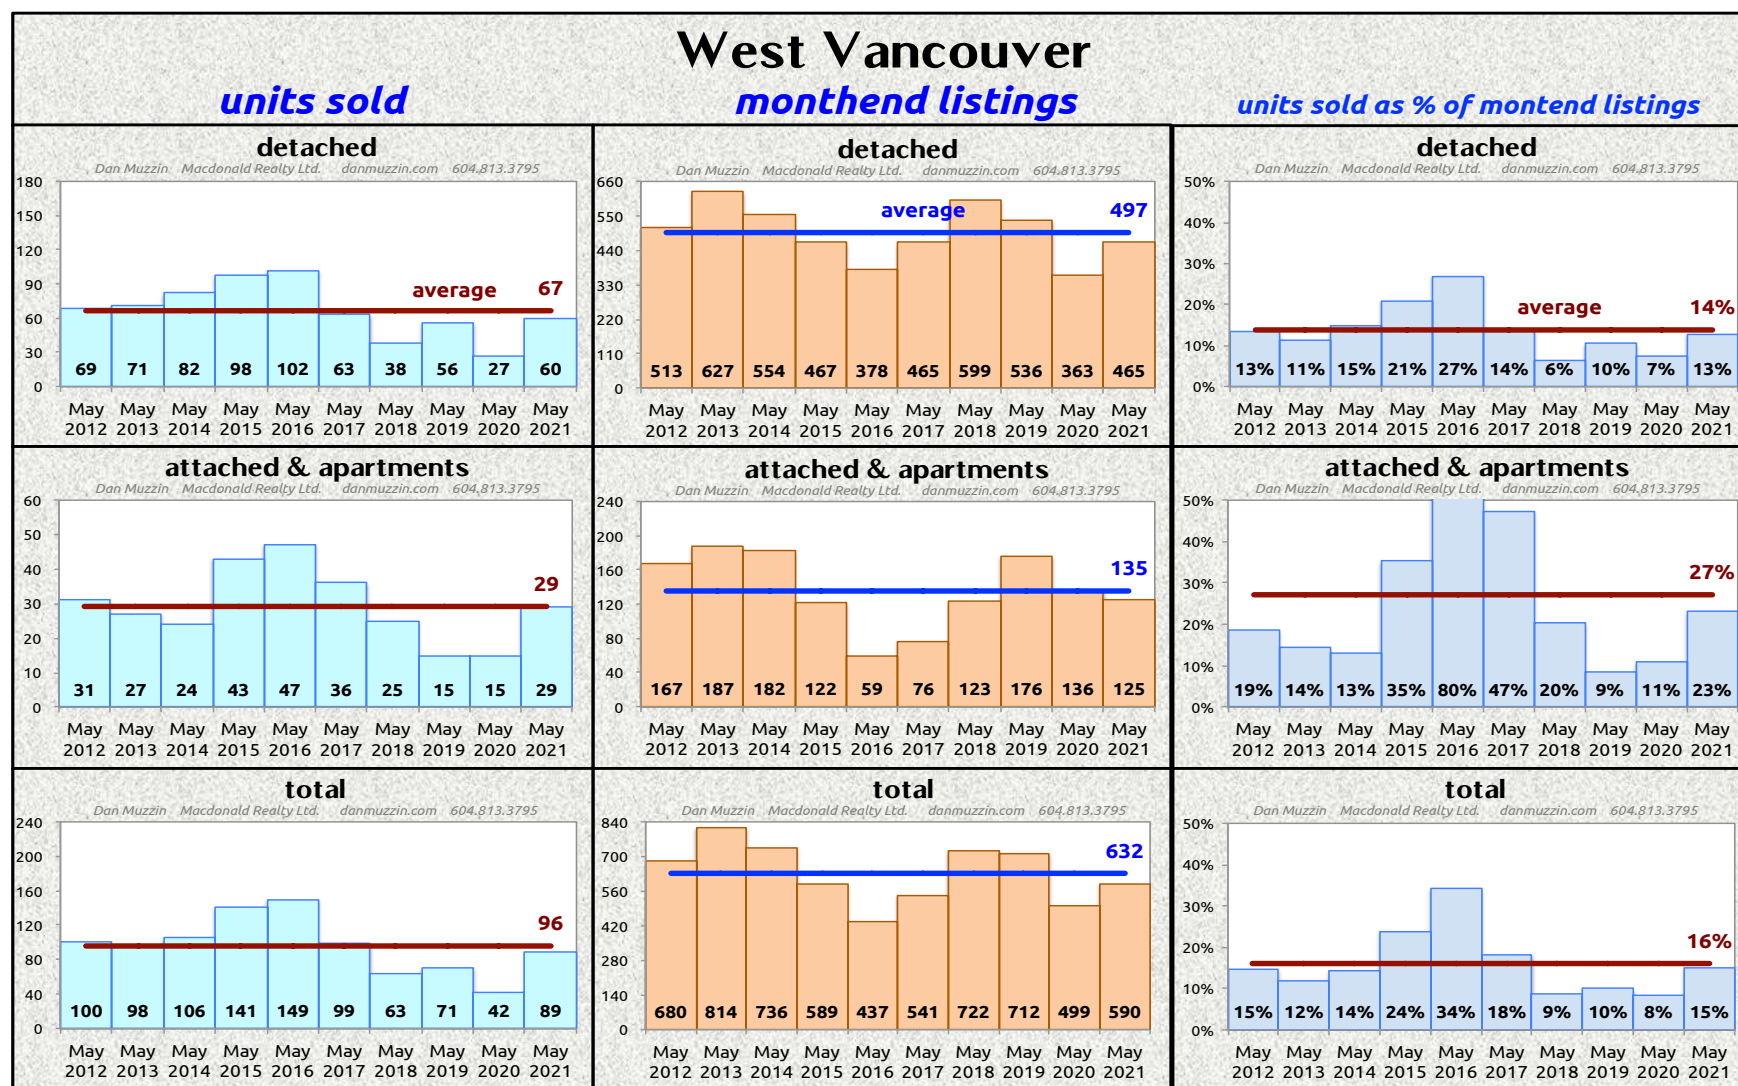 West Vancouver
units sold
monthend listings
units sold as % of montend listings
detached
Dan Muzzin Macdonald Realty Ltd. danmuzzin.com 604.813.3795
180
150
120
90
60
30
0
average 67
69 71 82 98 102 63 38 56 27 60
May May May May May May May May May May
2012 2013 2014 2015 2016 2017 2018 2019 2020 2021
detached
Dan Muzzin Macdonald Realty Ltd. danmuzzin.com 604.813.3795
660
550
440
330
220
110
0
average 497
513 627 554 467 378 465 599 536 363 465
May May May May May May May May May May
2012 2013 2014 2015 2016 2017 2018 2019 2020 2021
detached
Dan Muzzin Macdonald Realty Ltd. danmuzzin.com 604.813.3795
50%
40%
30%
20%
10%
0%
average 14%
13% 11% 15% 21% 27% 14% 6% 10% 7% 13%
May May May May May May May May May May
2012 2013 2014 2015 2016 2017 2018 2019 2020 2021
attached & apartments
Dan Muzzin Macdonald Realty Ltd. danmuzzin.com 604.813.3795
60
50
40
30
20
10
0
29
31 27 24 43 47 36 25 15 15 29
May May May May May May May May May May
2012 2013 2014 2015 2016 2017 2018 2019 2020 2021
attached & apartments
Dan Muzzin Macdonald Realty Ltd. danmuzzin.com 604.813.3795
240
200
160
120
80
40
0
135
167 187 182 122 59 76 123 176 136 125
May May May May May May May May May May
2012 2013 2014 2015 2016 2017 2018 2019 2020 2021
attached & apartments
Dan Muzzin Macdonald Realty Ltd. danmuzzin.com 604.813.3795
50%
40%
30%
20%
10%
0%
27%
19% 14% 13% 35% 80% 47% 20% 9% 11% 23%
May May May May May May May May May May
2012 2013 2014 2015 2016 2017 2018 2019 2020 2021
total
Dan Muzzin Macdonald Realty Ltd. danmuzzin.com 604.813.3795
240
200
160
120
80
40
0
96
100 98 106 141 149 99 63 71 42 89
May May May May May May May May May May
2012 2013 2014 2015 2016 2017 2018 2019 2020 2021
total
Dan Muzzin Macdonald Realty Ltd. danmuzzin.com 604.813.3795
840
700
560
420
280
140
0
632
680 814 736 589 437 541 722 712 499 590
May May May May May May May May May May
2012 2013 2014 2015 2016 2017 2018 2019 2020 2021
total
Dan Muzzin Macdonald Realty Ltd. danmuzzin.com 604.813.3795
50%
40%
30%
20%
10%
0%
16%
15% 12% 14% 24% 34% 18% 9% 10% 8% 15%
May May May May May May May May May May
2012 2013 2014 2015 2016 2017 2018 2019 2020 2021